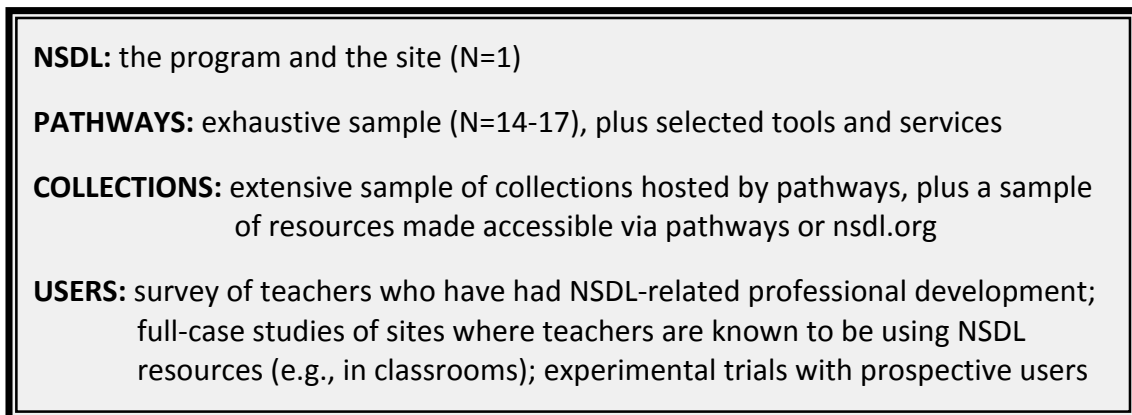 NSDL: the program and the site (N=1)
PATHWAYS: exhaustive sample (N=14-17), plus selected tools and services
COLLECTIONS: extensive sample of collections hosted by pathways, plus a sample
of resources made accessible via pathways or nsdl.org
USERS: survey of teachers who have had NSDL-related professional development;
full-case studies of sites where teachers are known to be using NSDL
resources (e.g., in classrooms); experimental trials with prospective users